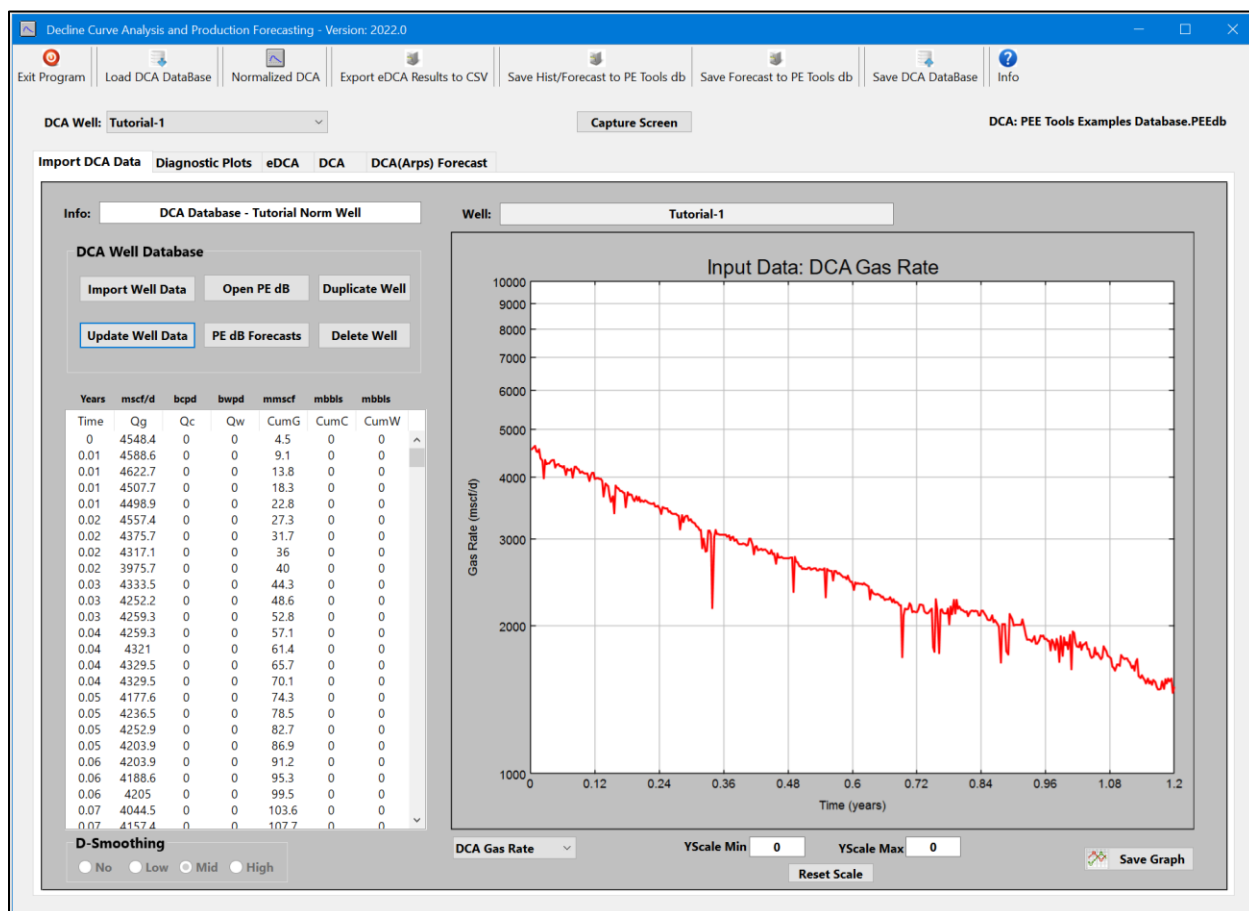 Decline Curve Analysis and Production Forecasting - Version: 2022.0
Exit Program Load DCA DataBase Normalized DCA Export eDCA Results to CSV Save Hist/Forecast to PE Tools db Save Forecast to PE Tools db Save DCA DataBase Info
DCA Well: Tutorial-1 Capture Screen DCA: PEE Tools Examples Database.PEEdb
Import DCA Data Diagnostic Plots eDCA DCA DCA(Arps) Forecast
Info: DCA Database - Tutorial Norm Well Well: Tutorial-1
DCA Well Database
Import Well Data Open PE dB Duplicate Well
Update Well Data PE dB Forecasts Delete Well
Years mscf/d bcpd bwpd mmscf mbbls mbbls
Time Qg Qc Qw CumG CumC CumW
0 4548.4 0 0 4.5 0 0
0.01 4588.6 0 0 9.1 0 0
0.01 4622.7 0 0 13.8 0 0
0.01 4507.7 0 0 18.3 0 0
0.01 4498.9 0 0 22.8 0 0
0.02 4557.4 0 0 27.3 0 0
0.02 4375.7 0 0 31.7 0 0
0.02 4317.1 0 0 36 0 0
0.02 3975.7 0 0 40 0 0
0.03 4333.5 0 0 44.3 0 0
0.03 4252.2 0 0 48.6 0 0
0.03 4259.3 0 0 52.8 0 0
0.04 4259.3 0 0 57.1 0 0
0.04 4321 0 0 61.4 0 0
0.04 4329.5 0 0 65.7 0 0
0.04 4329.5 0 0 70.1 0 0
0.05 4177.6 0 0 74.3 0 0
0.05 4236.5 0 0 78.5 0 0
0.05 4252.9 0 0 82.7 0 0
0.05 4203.9 0 0 86.9 0 0
0.06 4203.9 0 0 91.2 0 0
0.06 4188.6 0 0 95.3 0 0
0.06 4205 0 0 99.5 0 0
0.07 4044.5 0 0 103.6 0 0
0.07 4157.4 0 0 107.7 0 0
D-Smoothing
No Low Mid High
Input Data: DCA Gas Rate
10000
9000
8000
7000
6000
5000
4000
3000
2000
1000
Gas Rate (mscf/d)
0 0.12 0.24 0.36 0.48 0.6 0.72 0.84 0.96 1.08 1.2
Time (years)
DCA Gas Rate YScale Min 0 YScale Max 0
Reset Scale
Save Graph